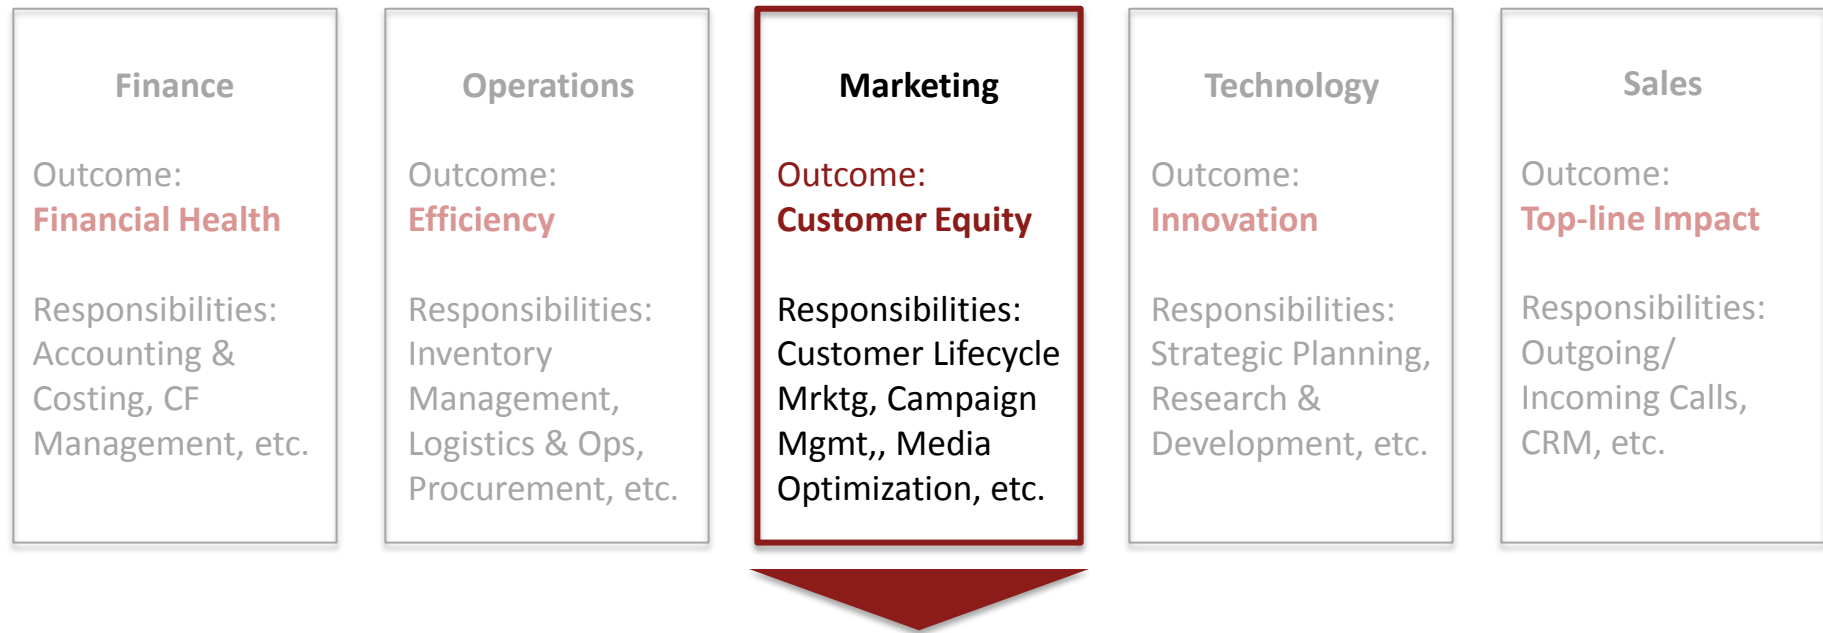 Finance
Outcome:
Financial Health
Responsibilities:
Accounting &
Costing, CF
Management, etc.
Operations
Outcome:
Efficiency
Responsibilities:
Inventory
Management,
Logistics & Ops,
Procurement, etc.
Marketing
Outcome:
Customer Equity
Responsibilities:
Customer Lifecycle
Mrktg, Campaign
Mgmt,, Media
Optimization, etc.
Technology
Outcome:
Innovation
Responsibilities:
Strategic Planning,
Research &
Development, etc.
Sales
Outcome:
Top-line Impact
Responsibilities:
Outgoing/
Incoming Calls,
CRM, etc.